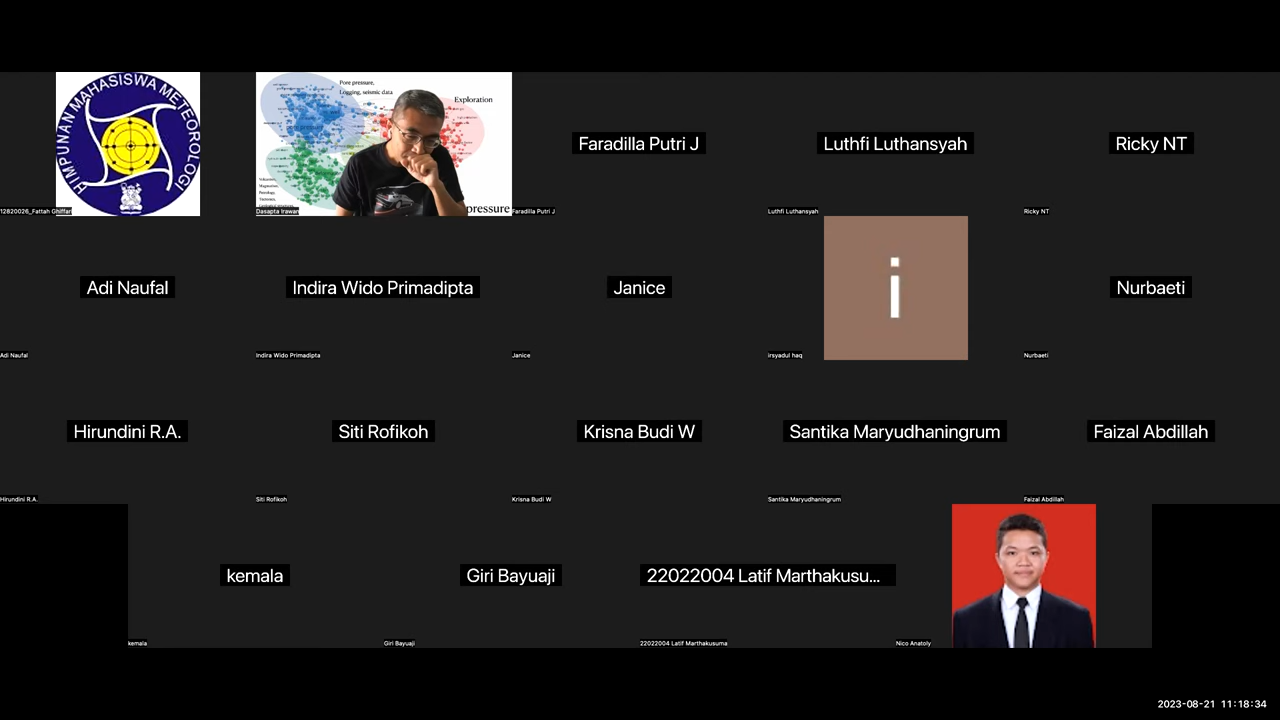 HIMPUNAN MAHASISWA METEOROLOGI
12820026_Fattah Ghiffari
Pore pressure,
Logging, seismic data
Exploration
pressure
Dasapta Irawan
Faradilla Putri J
Faradilla Putri J
Luthfi Luthansyah
Luthfi Luthansyah
Ricky NT
Ricky NT
Adi Naufal
Adi Naufal
Indira Wido Primadipta
Indira Wido Primadipta
Janice
Janice
i
irsyadul haq
Nurbaeti
Nurbaeti
Hirundini R.A.
Hirundini R.A.
Siti Rofikoh
Siti Rofikoh
Krisna Budi W
Krisna Budi W
Santika Maryudhaningrum
Santika Maryudhaningrum
Faizal Abdillah
Faizal Abdillah
kemala
kemala
Giri Bayuaji
Giri Bayuaji
22022004 Latif Marthakusu...
22022004 Latif Marthakusuma
Nico Anatoly
2023-08-21 11:18:34